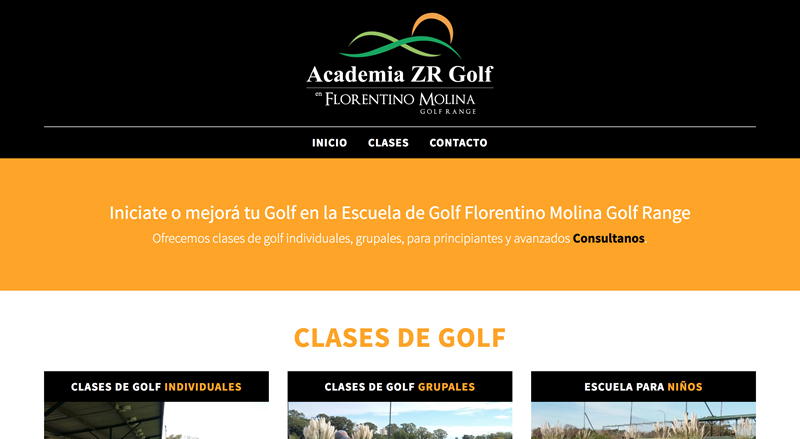 Academia ZR Golf
en FLORENTINO MOLINA
GOLF RANGE
INICIO CLASES CONTACTO
Iniciate o mejorá tu Golf en la Escuela de Golf Florentino Molina Golf Range
Ofrecemos clases de golf individuales, grupales, para principiantes y avanzados Consultanos.
CLASES DE GOLF
CLASES DE GOLF INDIVIDUALES
CLASES DE GOLF GRUPALES
ESCUELA PARA NIÑOS